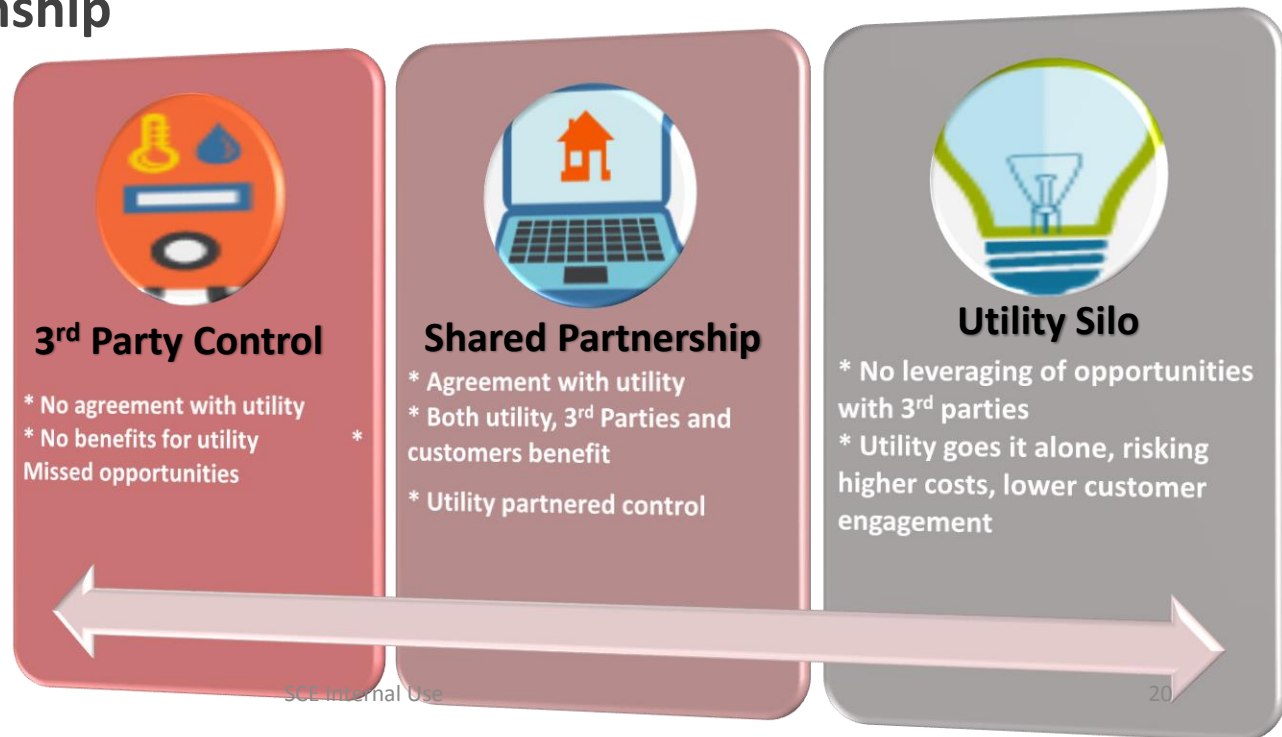 3rd Party Control
* No agreement with utility
* No benefits for utility *
Missed opportunities
Shared Partnership
* Agreement with utility
* Both utility, 3rd Parties and
customers benefit
* Utility partnered control
Utility Silo
* No leveraging of opportunities
with 3rd parties
* Utility goes it alone, risking
higher costs, lower customer
engagement
SCE Internal Use
20